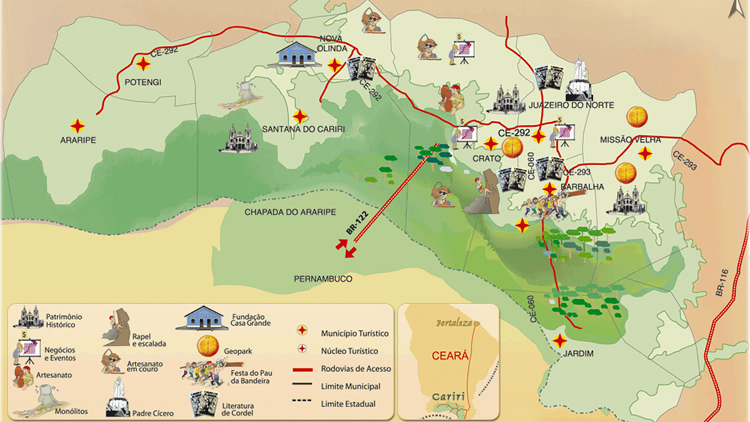 NOVA
OLINDA
CE-292
POTENGI
CE-292
JUAZEIRO DO NORTE
ARARIPE
SANTANA DO CARIRI
CE-292
MISSÃO VELHA
CRATO
CE-060
CE-293
CE-293
BARBALHA
CHAPADA DO ARARIPE
BR-122
PERNAMBUCO
BR-116
CE-060
JARDIM
Patrimônio
Histórico
$
Negócios
e Eventos
Artesanato
Monólitos
Rapel
e escalada
Artesanato
em couro
Padre Cícero
Fundação
Casa Grande
Geopark
Festa do Pau
da Bandeira
Literatura
de Cordel
Município Turístico
Núcleo Turístico
Rodovias de Acesso
Limite Municipal
Limite Estadual
Fortaleza
CEARÁ
Cariri